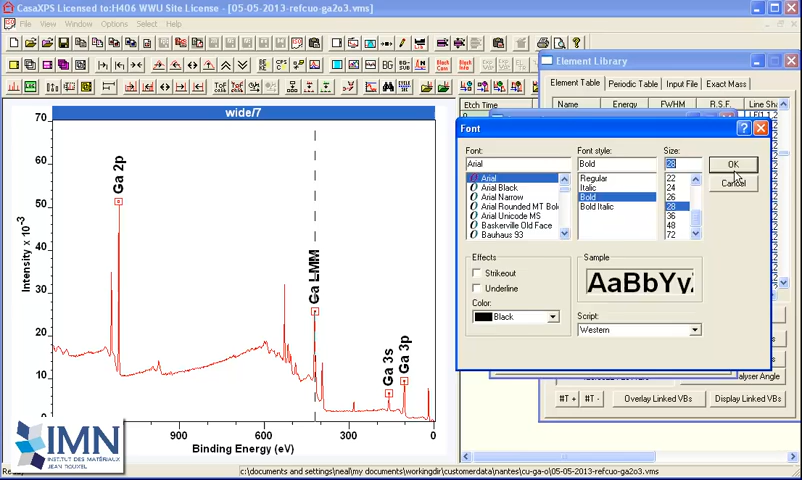 CasaXPS Licensed to:H406 WWU Site License - [05-05-2013-refcuo-ga2o3.vms]
File View Window Options Select Help
Element Library
Element Table Periodic Table Input File Exact Mass
Etch Time
Name Energy FWHM R.S.F. Line Sha
wide/7
Font
Font: Font style: Size:
Arial Bold 28
OK
Cancel
Arial
Arial Black
Arial Narrow
Arial Rounded MT Bol
Arial Unicode MS
Baskerville Old Face
Bauhaus 93
Regular
Italic
Bold
Bold Italic
22
24
26
28
36
48
72
Effects
Strikeout
Underline
Color:
Black
Sample
AaBbYy
Script:
Western
Analyser Angle
#T + #T - Overlay Linked VBs Display Linked VBs
Intensity x 10⁻³
70
60
50
40
30
20
10
0
Ga 2p
Ga LMM
Ga 3s
Ga 3p
900 600 300 0
Binding Energy (eV)
IMN
INSTITUT DES MATÉRIAUX
JEAN ROUXEL
c:\documents and settings\neal\my documents\workingdir\customerdata\nantes\cu-ga-o\05-05-2013-refcuo-ga2o3.vms